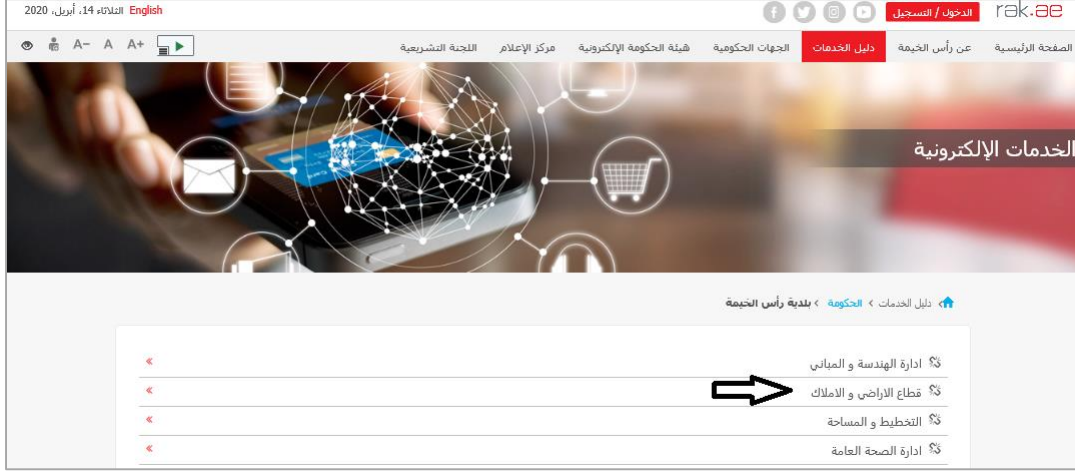 rak.ae الدخول / التسجيل English الثلاثاء 14، أبريل، 2020
الصفحة الرئيسية عن رأس الخيمة دليل الخدمات الجهات الحكومية هيئة الحكومة الإلكترونية مركز الإعلام اللجنة التشريعية A+ A A-
الخدمات الإلكترونية
دليل الخدمات › الحكومة › بلدية رأس الخيمة
ادارة الهندسة و المباني
قطاع الاراضي و الاملاك
التخطيط و المساحة
ادارة الصحة العامة